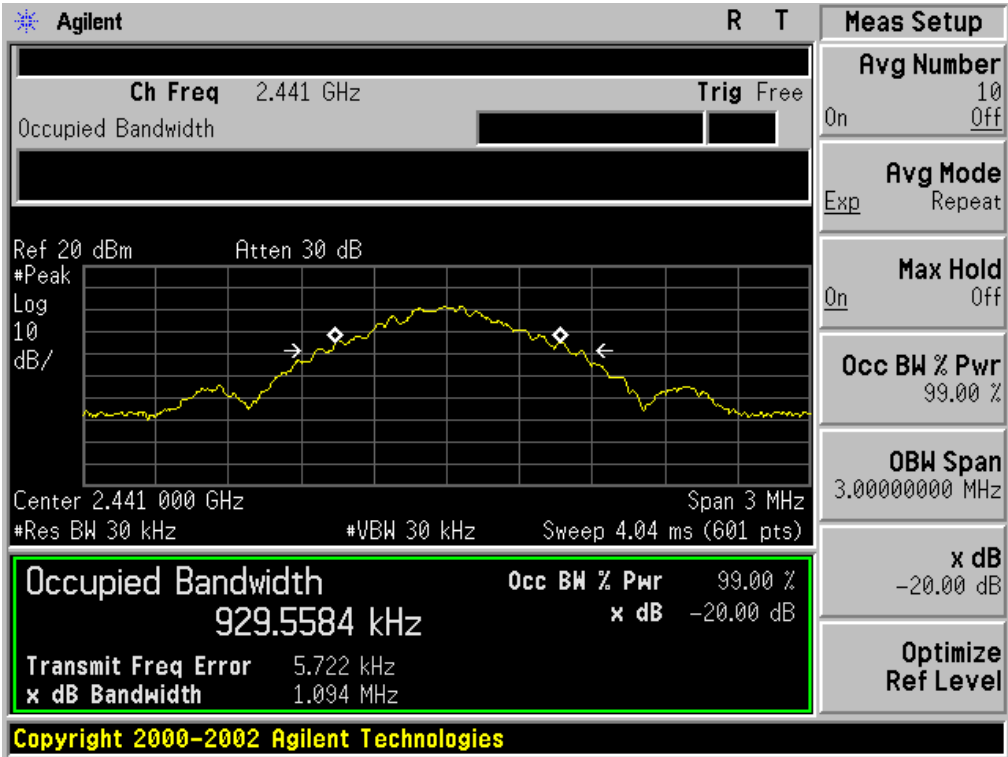 Agilent R T
Ch Freq 2.441 GHz Trig Free
Occupied Bandwidth
Ref 20 dBm Atten 30 dB
#Peak
Log
10
dB/
Center 2.441 000 GHz Span 3 MHz
#Res BW 30 kHz #VBW 30 kHz Sweep 4.04 ms (601 pts)
Occupied Bandwidth Occ BW % Pwr 99.00 %
929.5584 kHz x dB -20.00 dB
Transmit Freq Error 5.722 kHz
x dB Bandwidth 1.094 MHz
Copyright 2000-2002 Agilent Technologies
Meas Setup
Avg Number
10
On Off
Avg Mode
Exp Repeat
Max Hold
On Off
Occ BW % Pwr
99.00 %
OBW Span
3.00000000 MHz
x dB
-20.00 dB
Optimize
Ref Level